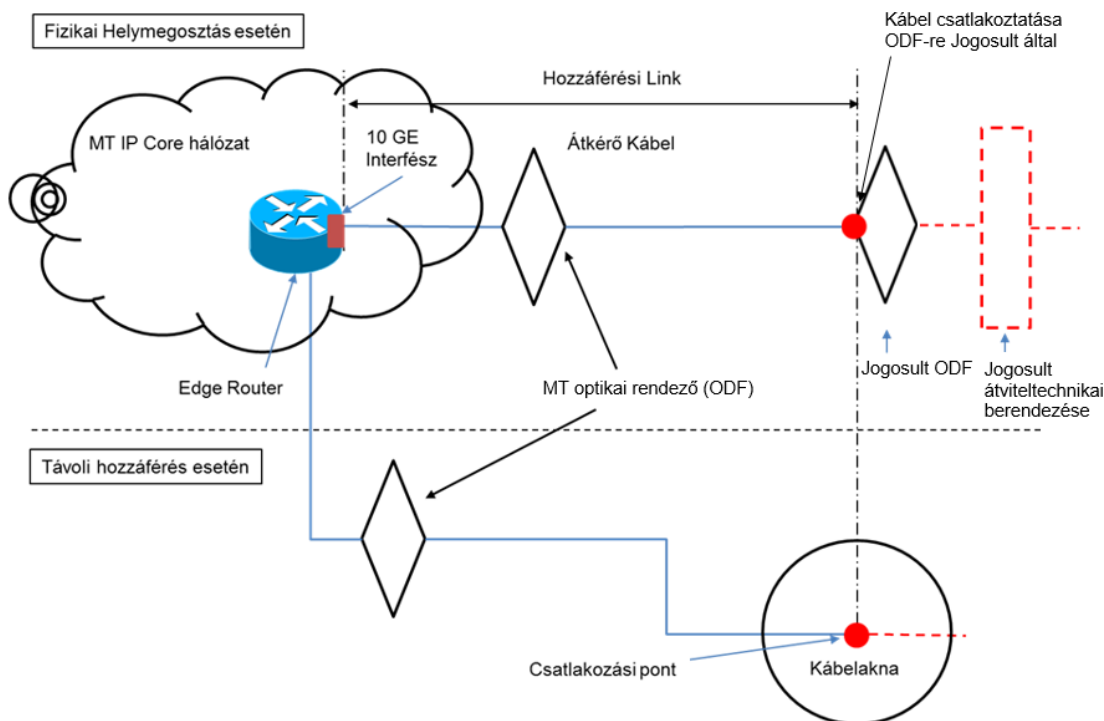 Fizikai Helymegosztás esetén
Kábel csatlakoztatása
ODF-re Jogosult által
Hozzáférési Link
MT IP Core hálózat
10 GE
Interfész
Átkérő Kábel
Edge Router
MT optikai rendező (ODF)
Jogosult ODF
Jogosult
átviteltechnikai
berendezése
Távoli hozzáférés esetén
Csatlakozási pont
Kábelakna